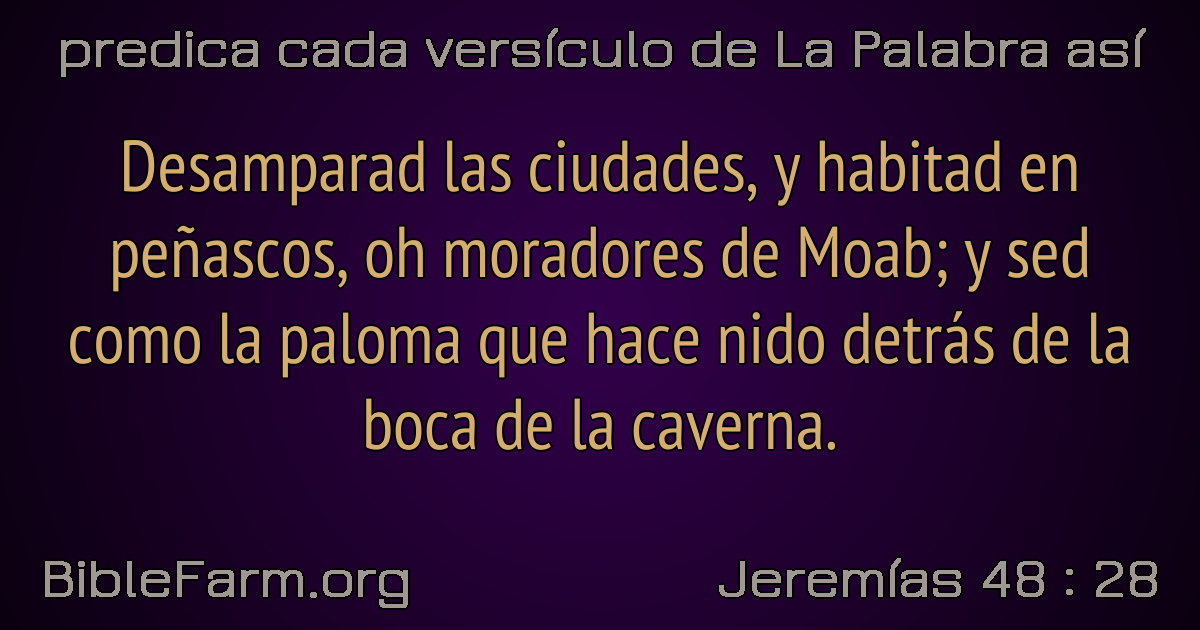 predica cada versículo de La Palabra así
Desamparad las ciudades, y habitad en
peñascos, oh moradores de Moab; y sed
como la paloma que hace nido detrás de la
boca de la caverna.
BibleFarm.org
Jeremías 48 : 28